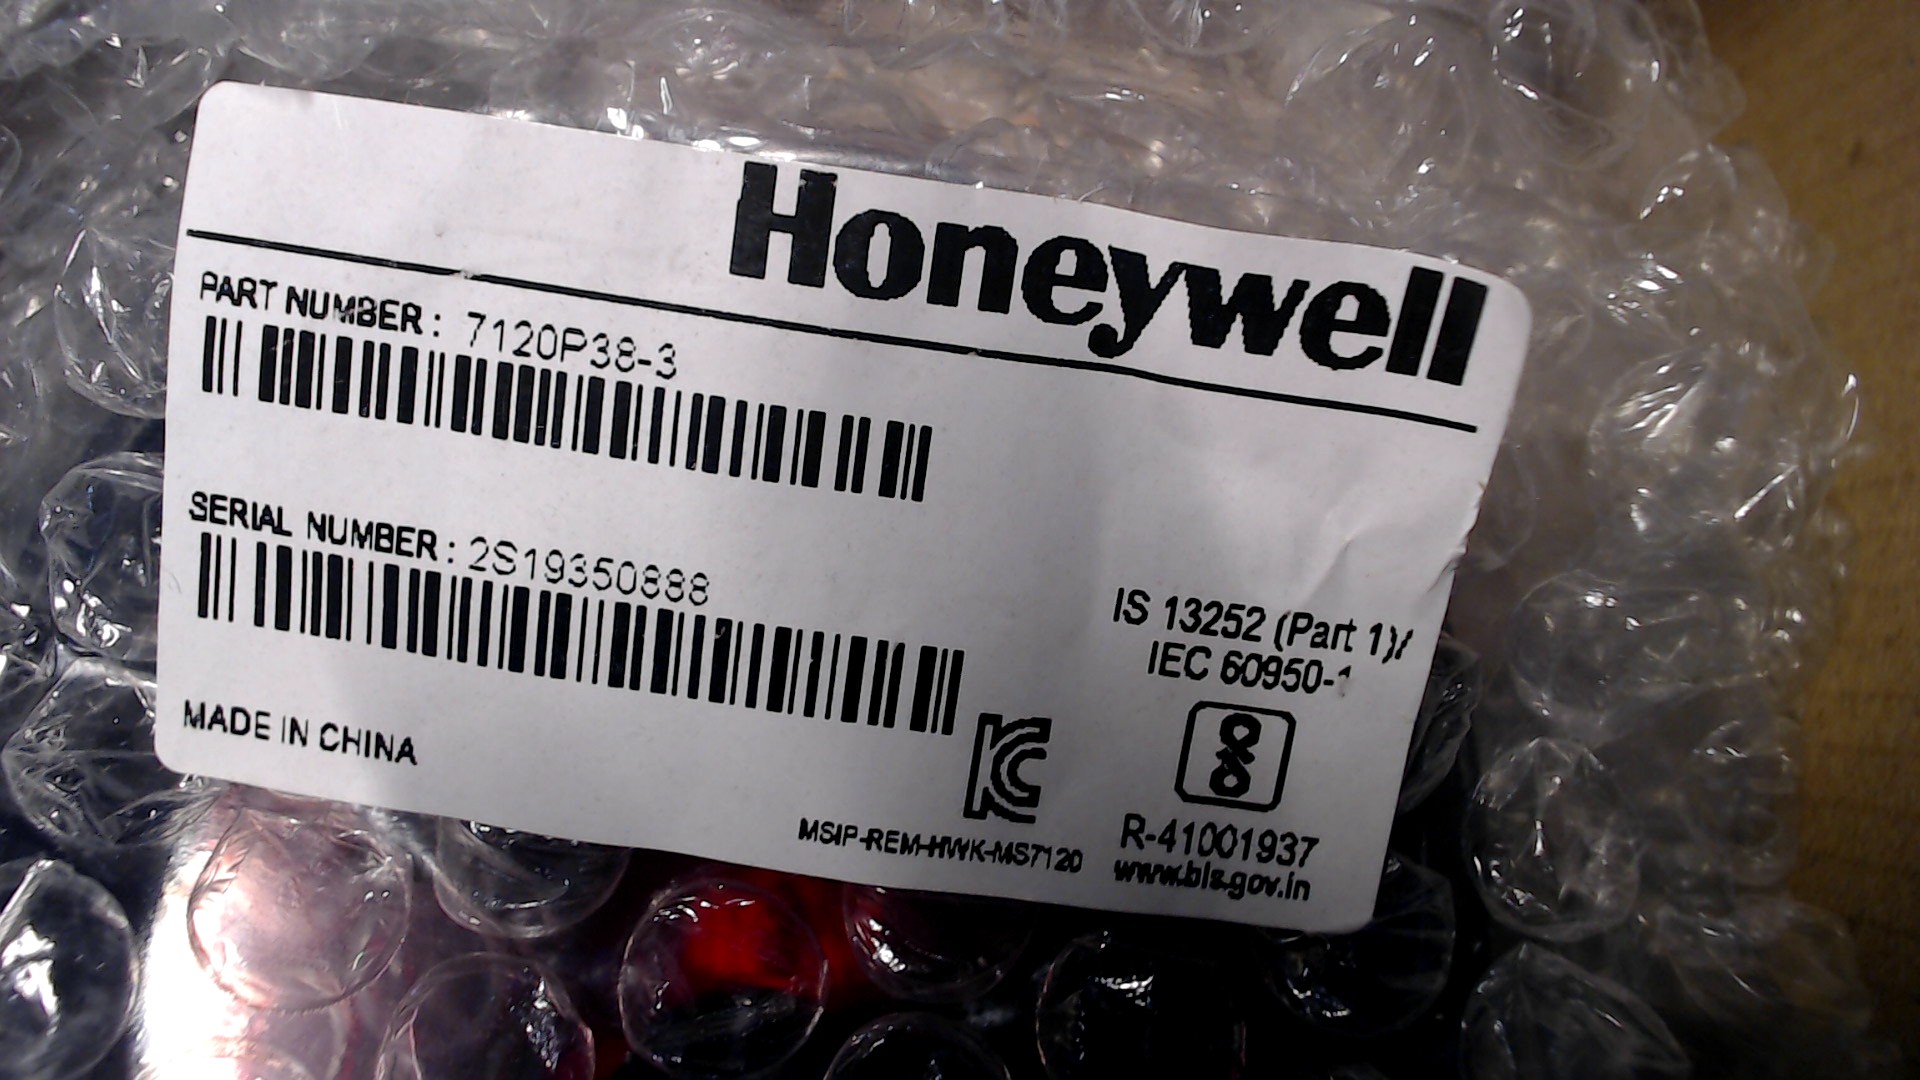 Honeywell
PART NUMBER : 7120P38-3
SERIAL NUMBER : 2S19350888
MADE IN CHINA
IS 13252 (Part 1)/
IEC 60950-1
R-41001937
www.bis.gov.in
MSIP-REM-HWK-MS7120